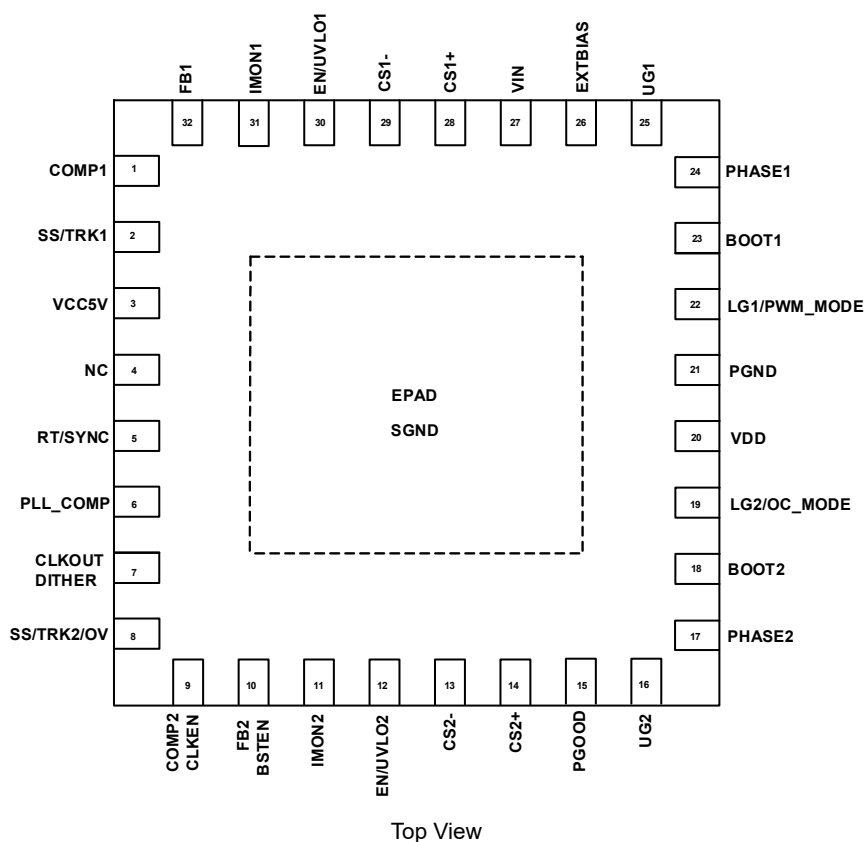 FB1
IMON1
EN/UVLO1
CS1-
CS1+
VIN
EXTBIAS
UG1
32
31
30
29
28
27
26
25
COMP1
1
SS/TRK1
2
VCC5V
3
NC
4
RT/SYNC
5
PLL_COMP
6
CLKOUT
DITHER
7
SS/TRK2/OV
8
EPAD
SGND
24
PHASE1
23
BOOT1
22
LG1/PWM_MODE
21
PGND
20
VDD
19
LG2/OC_MODE
18
BOOT2
17
PHASE2
9
10
11
12
13
14
15
16
COMP2
CLKEN
FB2
BSTEN
IMON2
EN/UVLO2
CS2-
CS2+
PGOOD
UG2
Top View